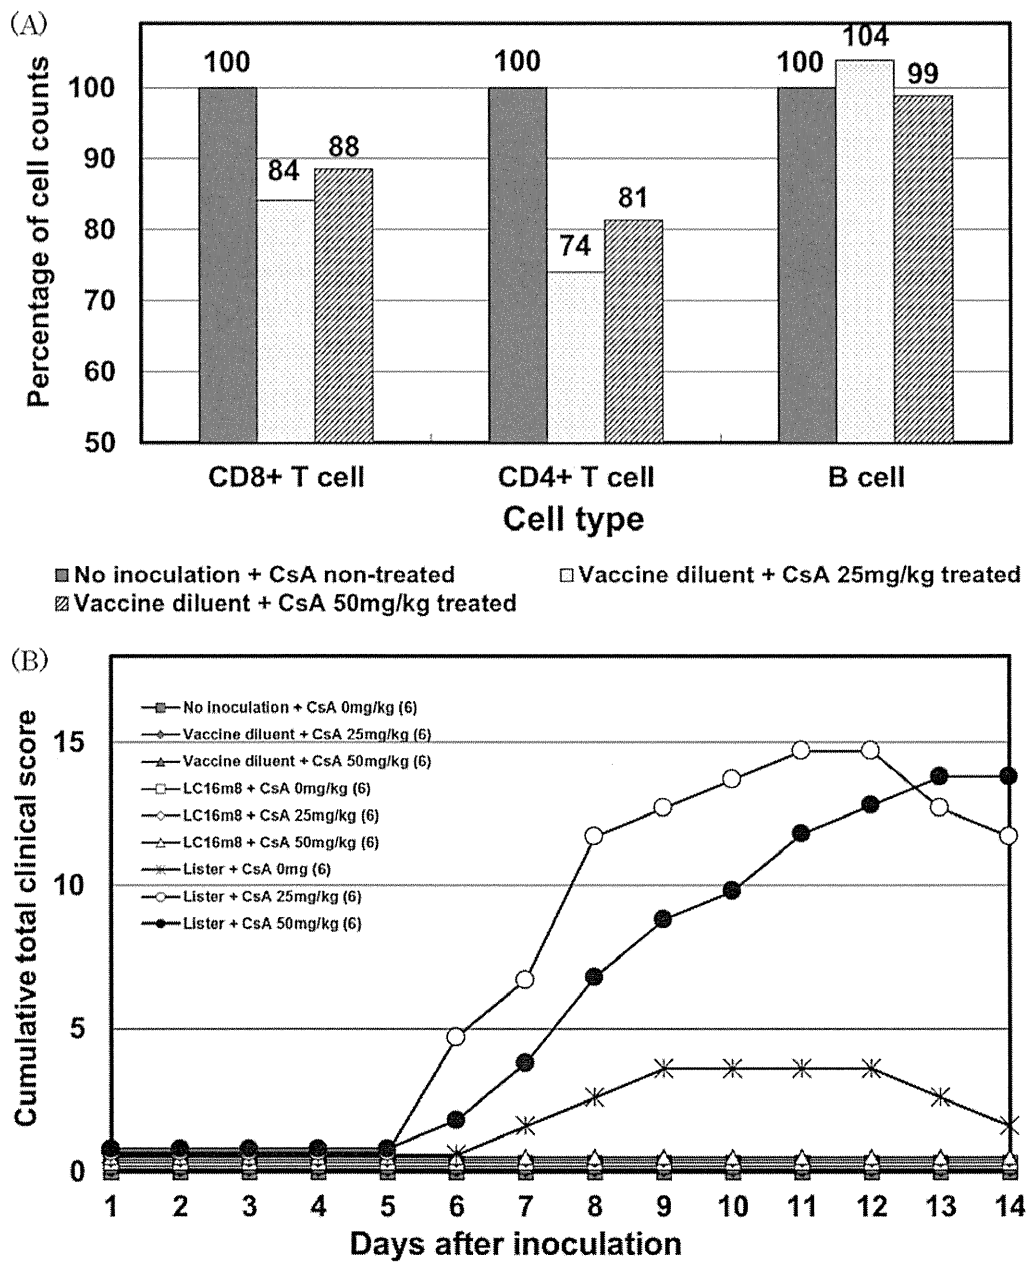 (A)
Percentage of cell counts
100
90
80
70
60
50
100
84
88
100
74
81
100
104
99
CD8+ T cell
CD4+ T cell
B cell
Cell type
No inoculation + CsA non-treated
Vaccine diluent + CsA 25mg/kg treated
Vaccine diluent + CsA 50mg/kg treated
(B)
Cumulative total clinical score
15
10
5
0
No inoculation + CsA 0mg/kg (6)
Vaccine diluent + CsA 25mg/kg (6)
Vaccine diluent + CsA 50mg/kg (6)
LC16m8 + CsA 0mg/kg (6)
LC16m8 + CsA 25mg/kg (6)
LC16m8 + CsA 50mg/kg (6)
Lister + CsA 0mg (6)
Lister + CsA 25mg/kg (6)
Lister + CsA 50mg/kg (6)
1 2 3 4 5 6 7 8 9 10 11 12 13 14
Days after inoculation